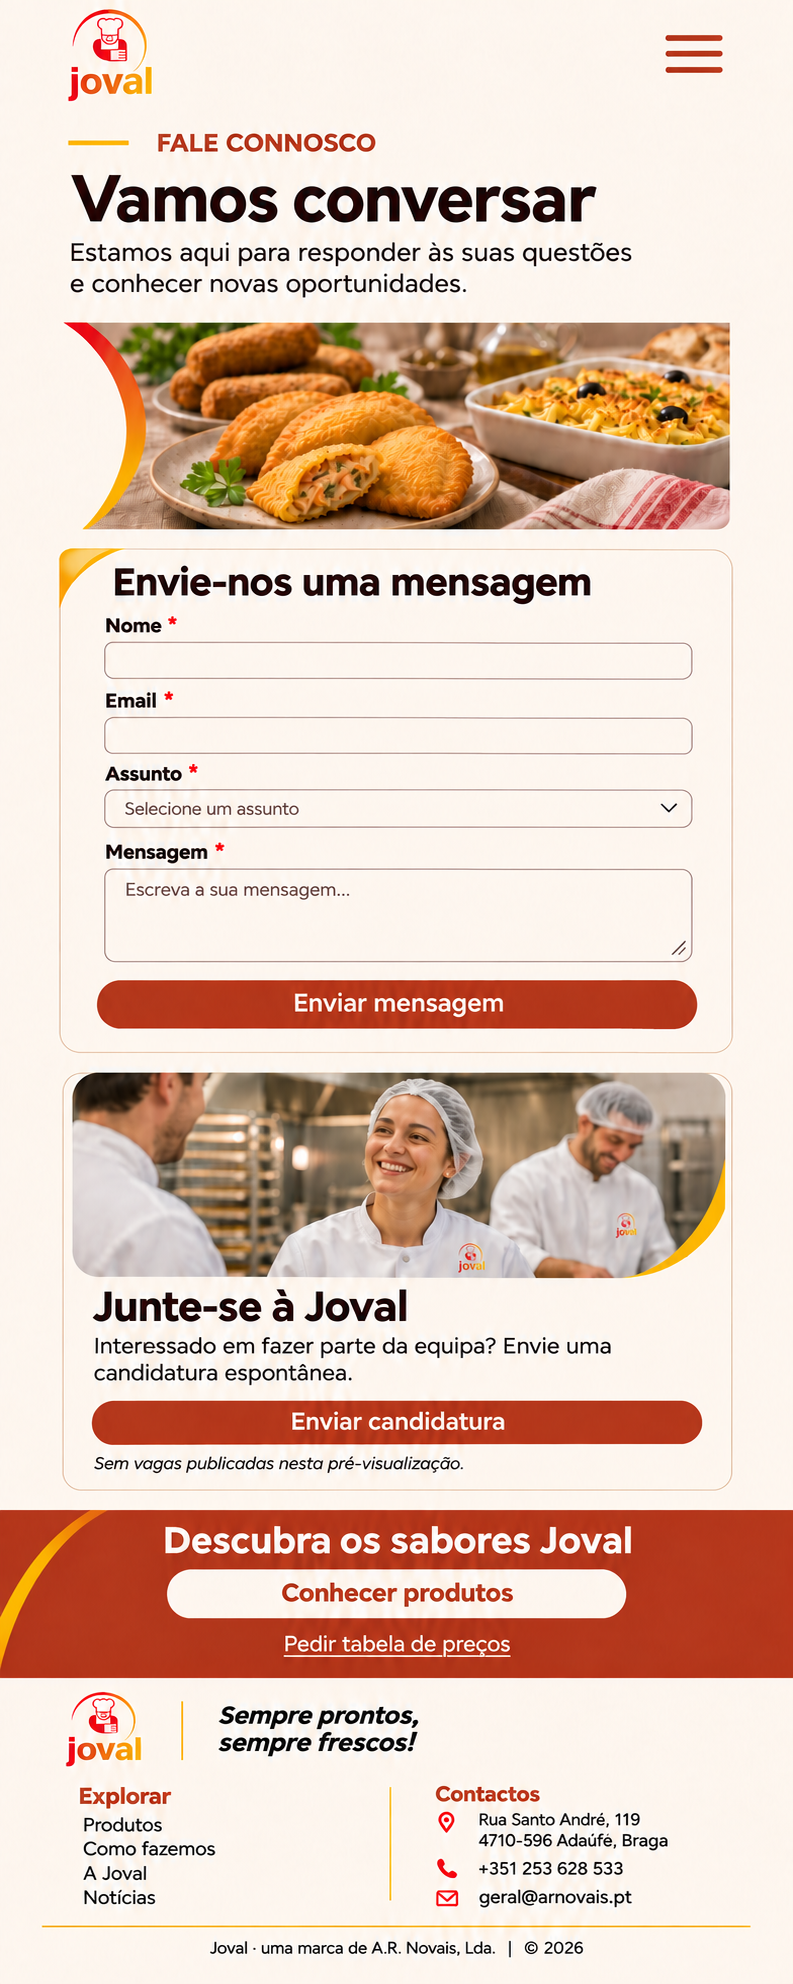 joval
FALE CONNOSCO
Vamos conversar
Estamos aqui para responder às suas questões
e conhecer novas oportunidades.
Envie-nos uma mensagem
Nome *
Email *
Assunto *
Selecione um assunto
Mensagem *
Escreva a sua mensagem...
Enviar mensagem
joval
joval
Junte-se à Joval
Interessado em fazer parte da equipa? Envie uma
candidatura espontânea.
Enviar candidatura
Sem vagas publicadas nesta pré-visualização.
Descubra os sabores Joval
Conhecer produtos
Pedir tabela de preços
joval
Sempre prontos,
sempre frescos!
Explorar
Produtos
Como fazemos
A Joval
Notícias
Contactos
Rua Santo André, 119
4710-596 Adaúfe, Braga
+351 253 628 533
geral@arnovais.pt
Joval · uma marca de A.R. Novais, Lda. | © 2026